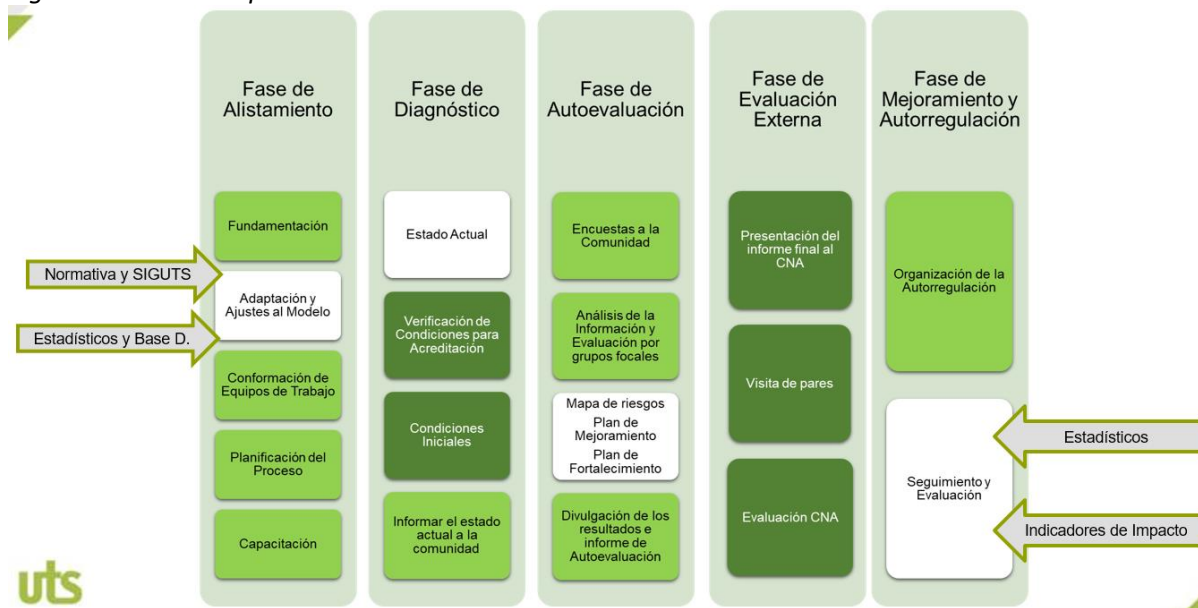 Fase de
Alistamiento
Fundamentación
Normativa y SIGUTS
Adaptación y
Ajustes al Modelo
Estadísticos y Base D.
Conformación de
Equipos de Trabajo
Planificación del
Proceso
Capacitación
Fase de
Diagnóstico
Estado Actual
Verificación de
Condiciones para
Acreditación
Condiciones
Iniciales
Informar el estado
actual a la
comunidad
Fase de
Autoevaluación
Encuestas a la
Comunidad
Análisis de la
Información y
Evaluación por
grupos focales
Mapa de riesgos
Plan de
Mejoramiento
Plan de
Fortalecimiento
Divulgación de los
resultados e
informe de
Autoevaluación
Fase de
Evaluación
Externa
Presentación del
informe final al
CNA
Visita de pares
Evaluación CNA
Fase de
Mejoramiento y
Autorregulación
Organización de la
Autorregulación
Seguimiento y
Evaluación
Estadísticos
Indicadores de Impacto
uts